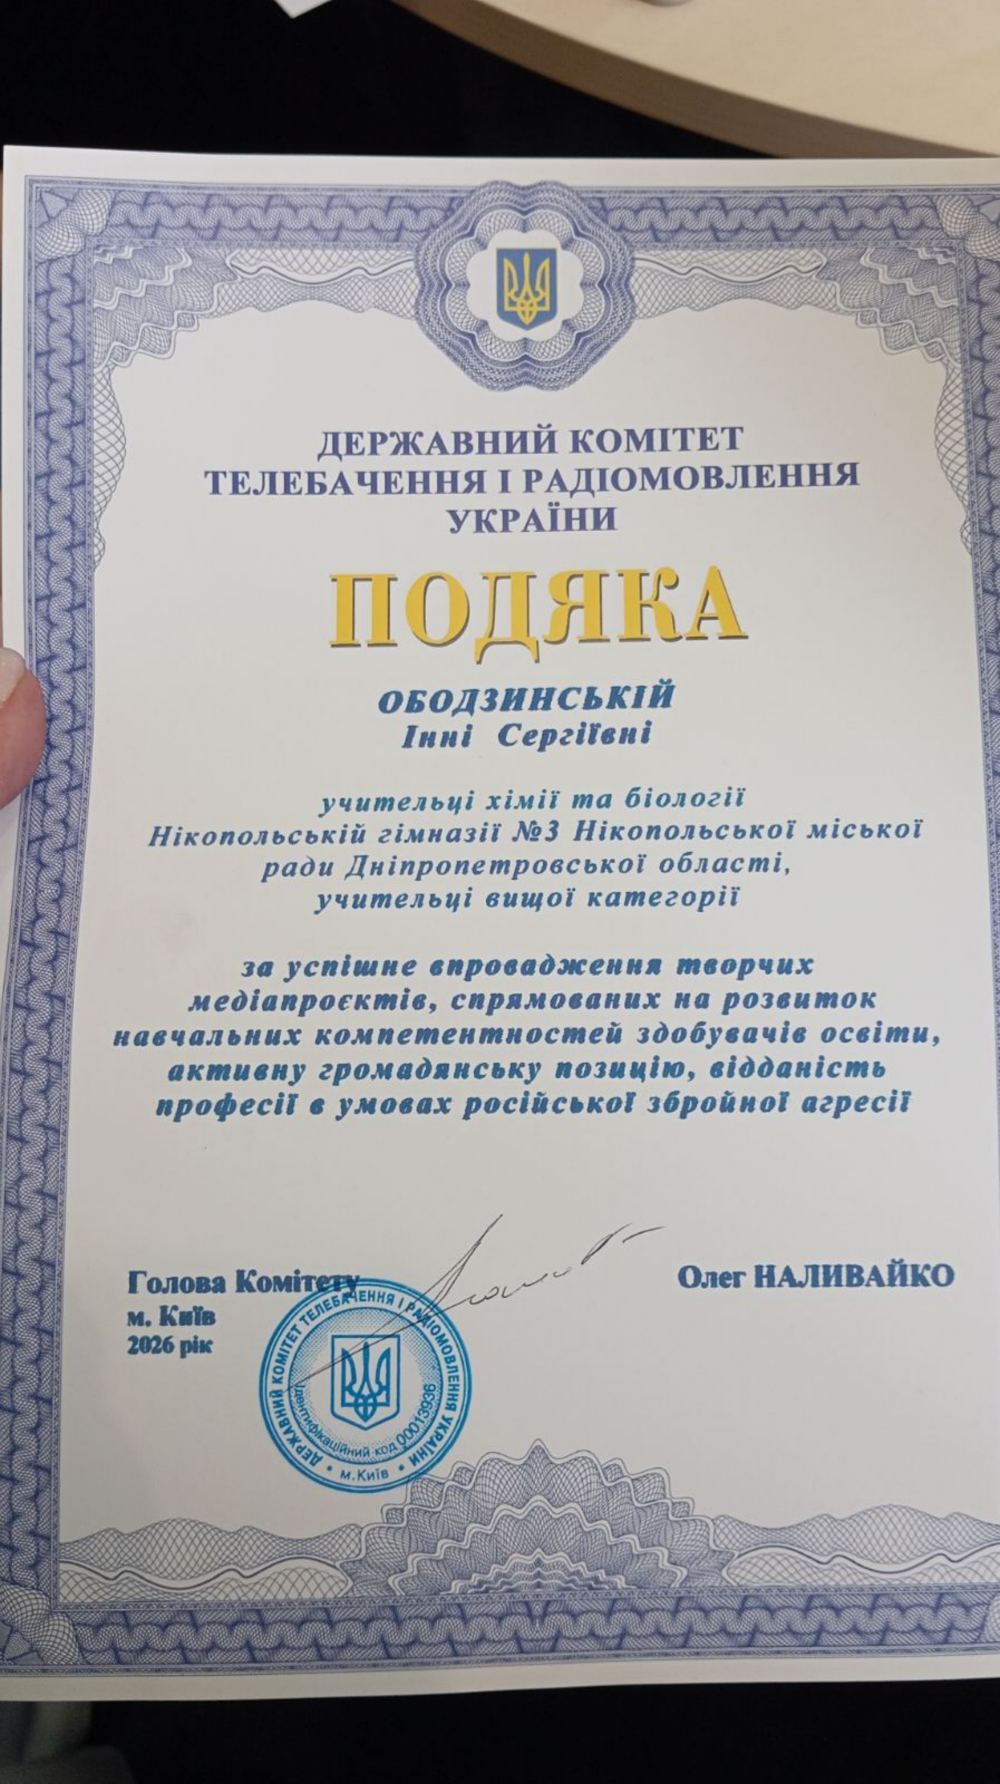 ДЕРЖАВНИЙ КОМІТЕТ
ТЕЛЕБАЧЕННЯ І РАДІОМОВЛЕННЯ
УКРАЇНИ
ПОДЯКА
ОБОДЗИНСЬКІЙ
Інні Сергіївні
учительці хімії та біології
Нікопольській гімназії №3 Нікопольської міської
ради Дніпропетровської області,
учительці вищої категорії
за успішне впровадження творчих
медіапроєктів, спрямованих на розвиток
навчальних компетентностей здобувачів освіти,
активну громадянську позицію, відданість
професії в умовах російської збройної агресії
Голова Комітету
Олег НАЛИВАЙКО
м. Київ
2026 рік
ДЕРЖАВНИЙ КОМІТЕТ ТЕЛЕБАЧЕННЯ І РАДІОМОВЛЕННЯ УКРАЇНИ
Ідентифікаційний код 00013936
• м.Київ •